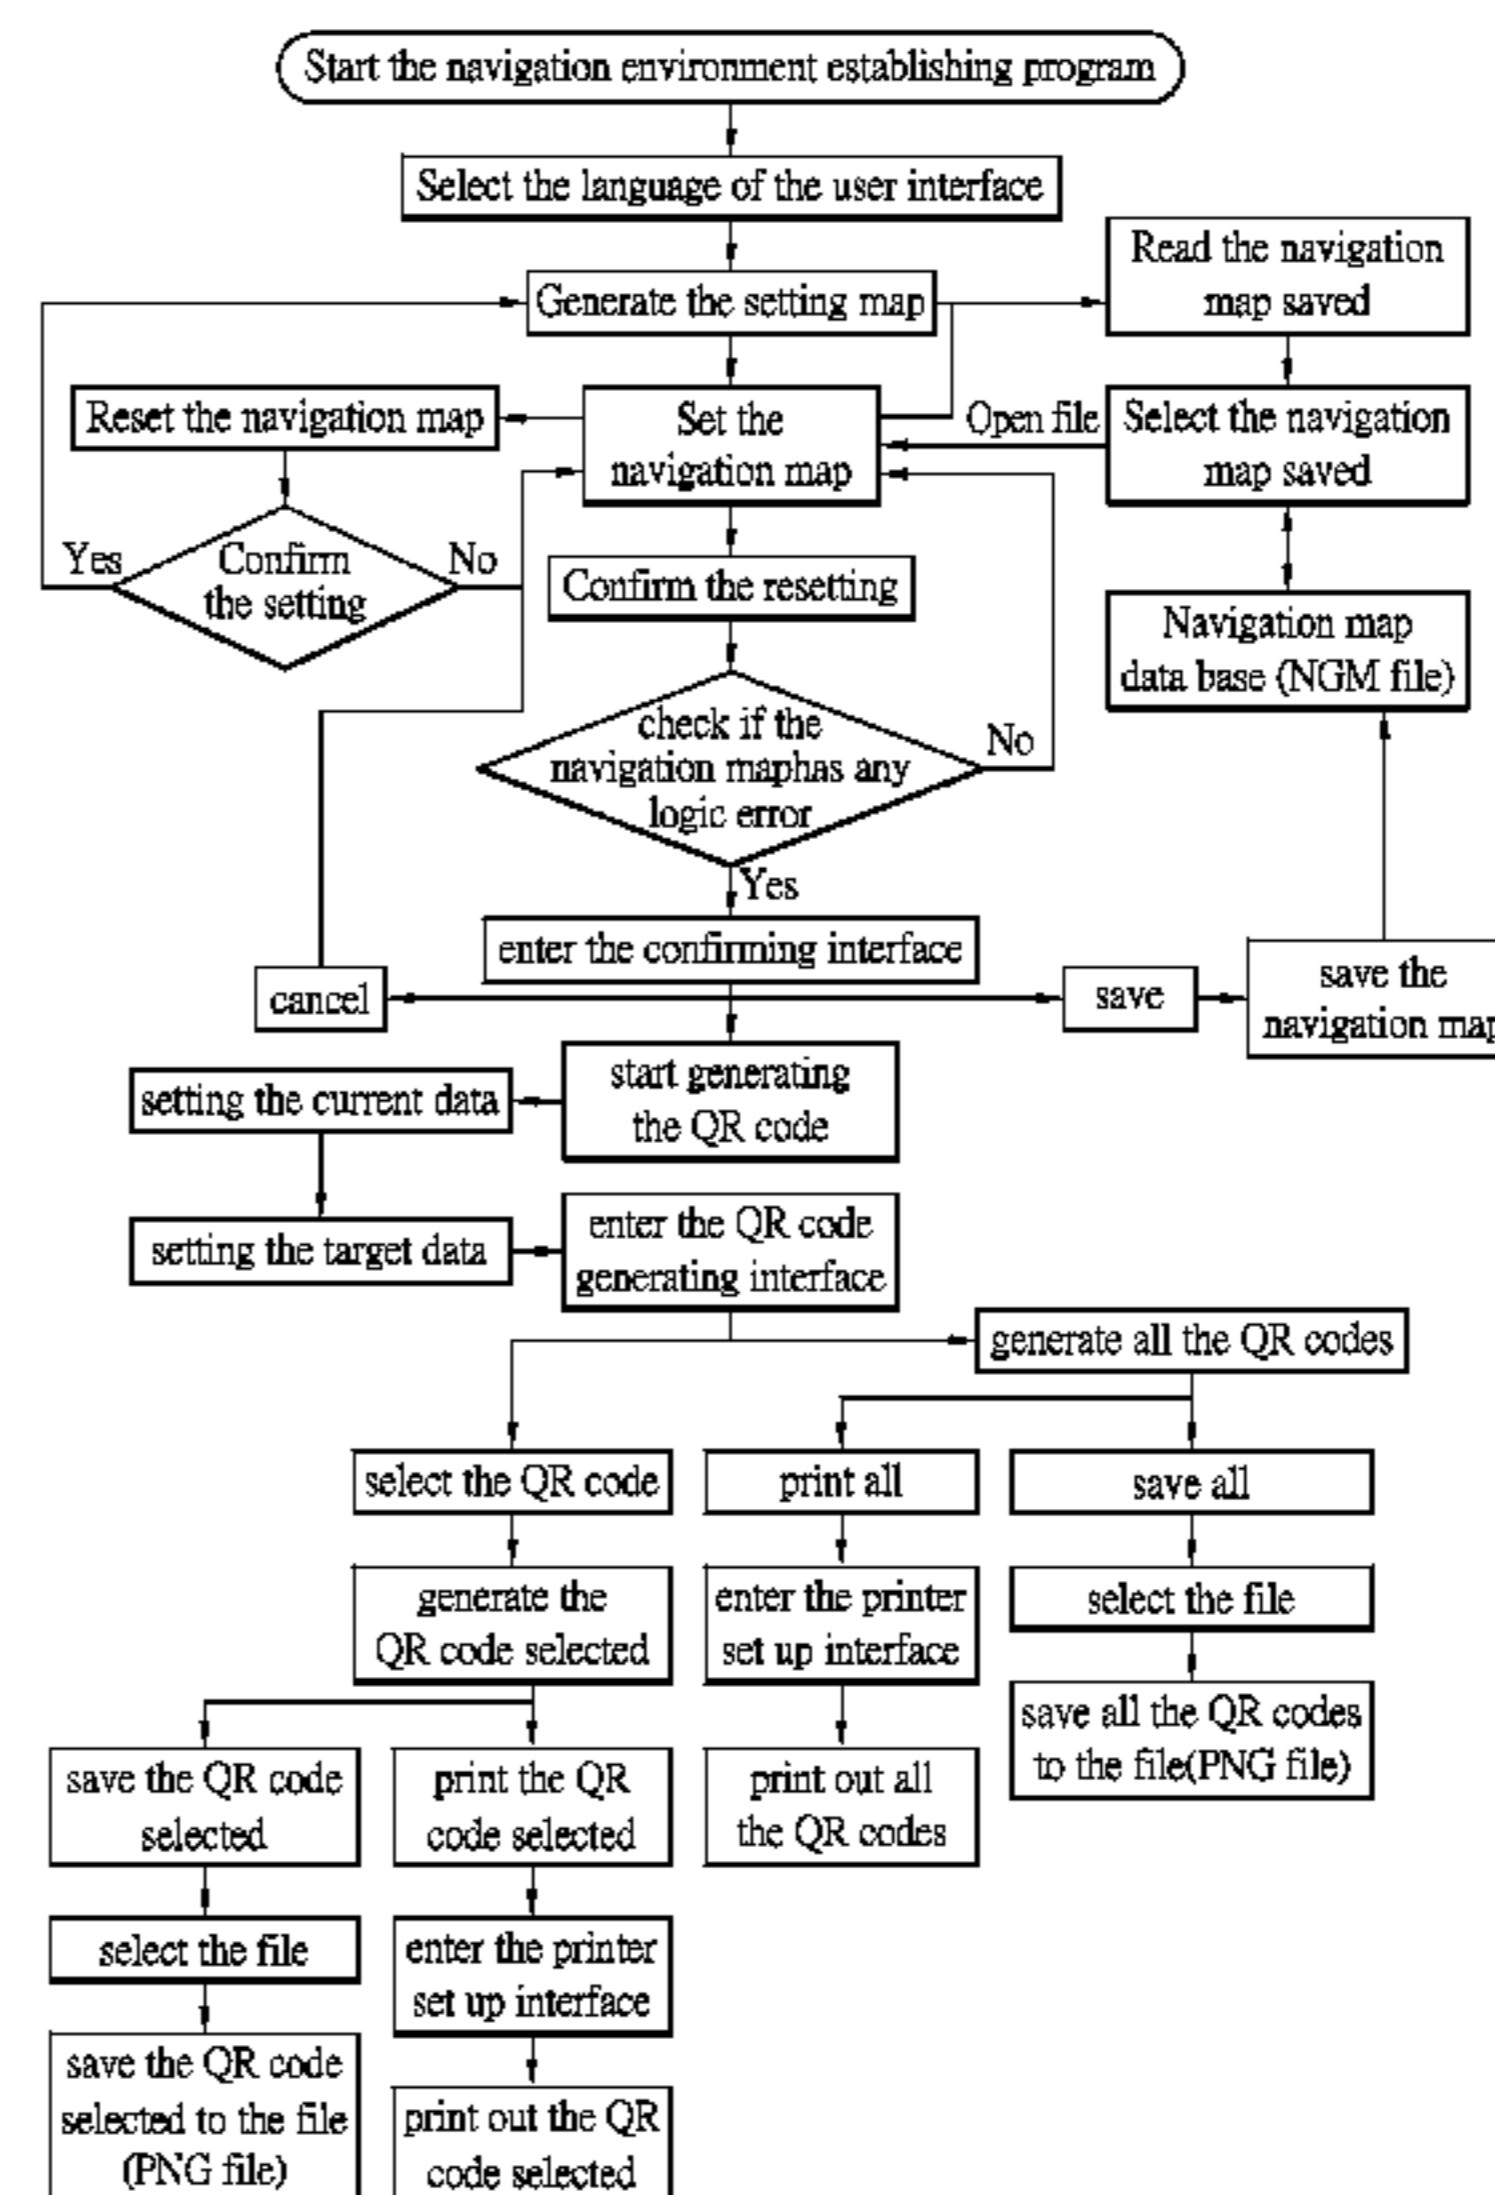 Start the navigation environment establishing program
Select the language of the user interface
Generate the setting map
Read the navigation
map saved
Reset the navigation map
Set the
navigation map
Open file
Select the navigation
map saved
Yes
Confirm
the setting
No
Confirm the resetting
Navigation map
data base (NGM file)
check if the
navigation maphas any
logic error
No
Yes
enter the confirming interface
cancel
save
save the
navigation map
setting the current data
start generating
the QR code
setting the target data
enter the QR code
generating interface
generate all the QR codes
select the QR code
print all
save all
generate the
QR code selected
enter the printer
set up interface
select the file
save all the QR codes
to the file(PNG file)
save the QR code
selected
print the QR
code selected
print out all
the QR codes
select the file
enter the printer
set up interface
save the QR code
selected to the file
(PNG file)
print out the QR
code selected